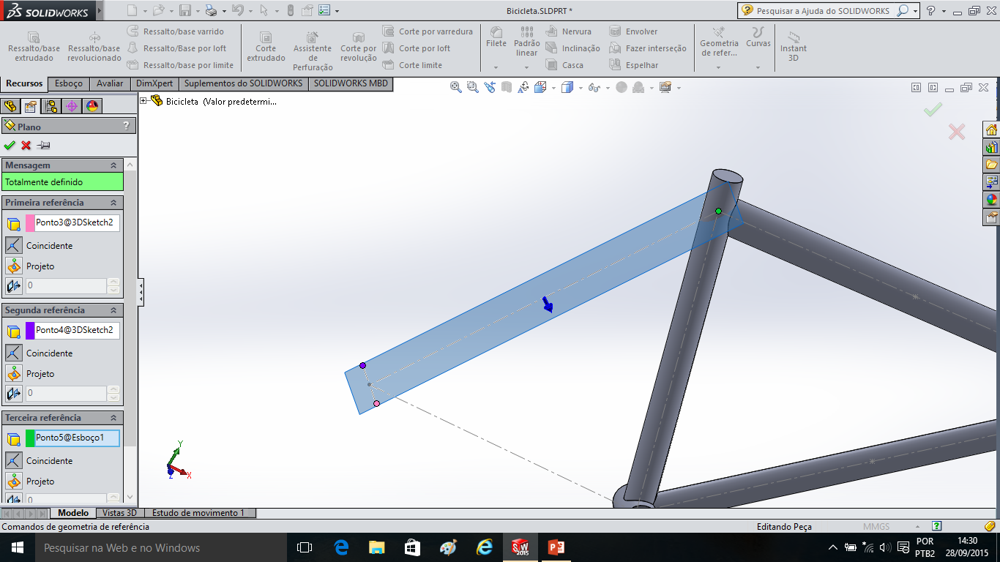 SOLIDWORKS
Bicicleta.SLDPRT *
Pesquisar a Ajuda do SOLIDWORKS
Ressalto/base extrudado
Ressalto/base revolucionado
Ressalto/base varrido
Ressalto/Base por loft
Ressalto/Base por limite
Corte extrudado
Assistente de Perfuração
Corte por revolução
Corte por varredura
Corte por loft
Corte limite
Filete
Padrão linear
Nervura
Inclinação
Casca
Envolver
Fazer interseção
Espelhar
Geometria de refer...
Curvas
Instant 3D
Recursos
Esboço
Avaliar
DimXpert
Suplementos do SOLIDWORKS
SOLIDWORKS MBD
Bicicleta (Valor predetermi...
Plano
?
Mensagem
Totalmente definido
Primeira referência
Ponto3@3DSketch2
Coincidente
Projeto
0
Segunda referência
Ponto4@3DSketch2
Coincidente
Projeto
0
Terceira referência
Ponto5@Esboço1
Coincidente
Projeto
0
Y
X
Z
Modelo
Vistas 3D
Estudo de movimento 1
Comandos de geometria de referência
Editando Peça
MMGS
Pesquisar na Web e no Windows
SW
2015
POR
PTB2
14:30
28/09/2015